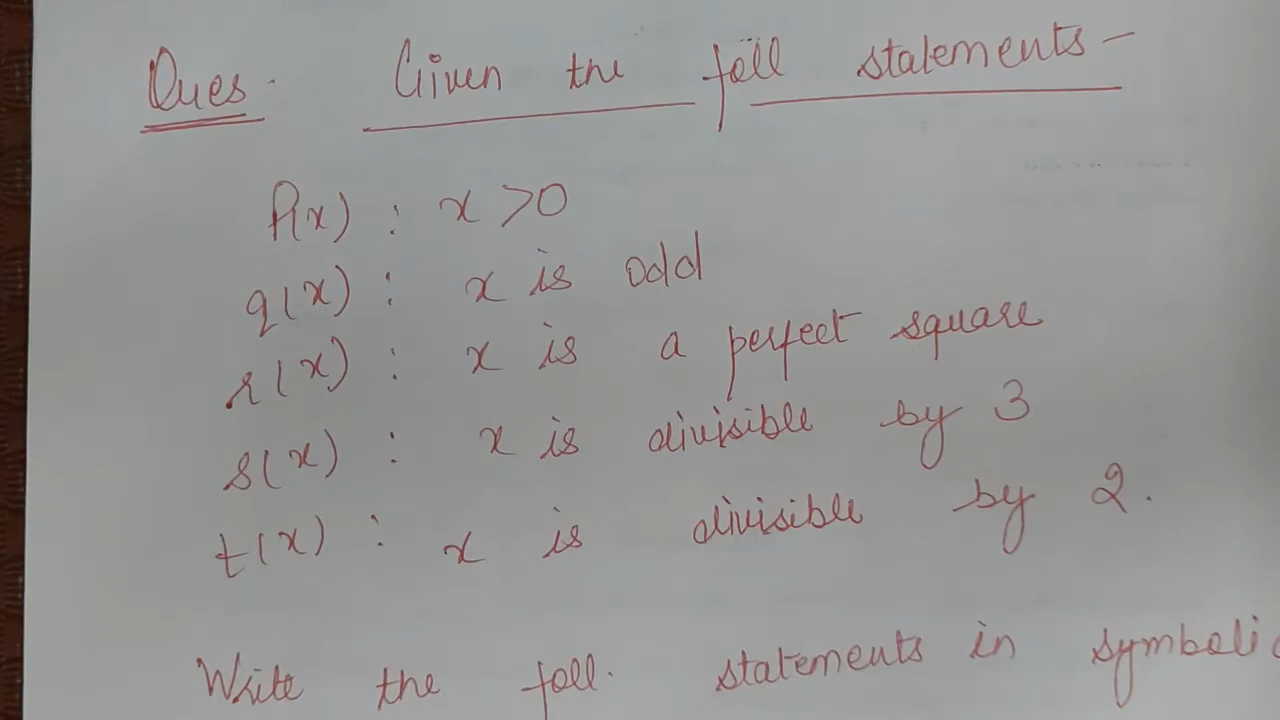 Ques. Given the foll statements -
P(x) : x > 0
q(x) : x is odd
r(x) : x is a perfect square
s(x) : x is divisible by 3
t(x) : x is divisible by 2.
Write the foll. statements in symbolic